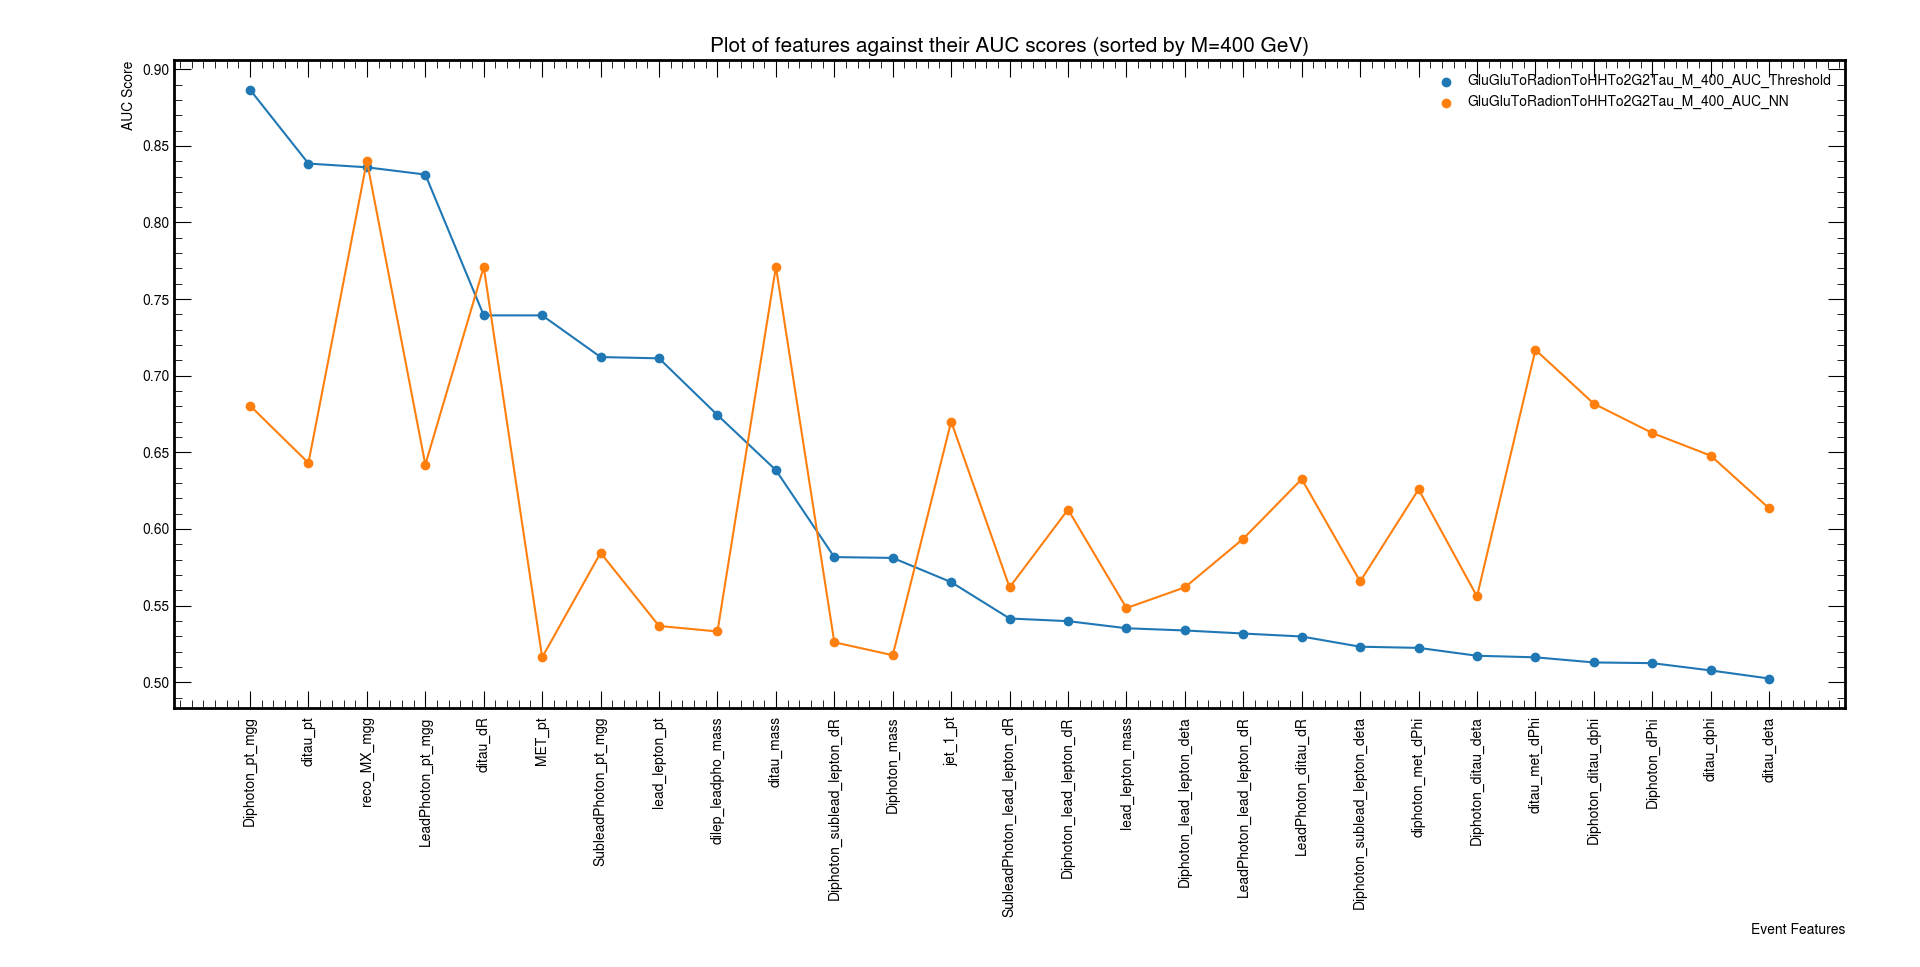 Plot of features against their AUC scores (sorted by M=400 GeV)
AUC Score
0.90
0.85
0.80
0.75
0.70
0.65
0.60
0.55
0.50
GluGluToRadionToHHTo2G2Tau_M_400_AUC_Threshold
GluGluToRadionToHHTo2G2Tau_M_400_AUC_NN
Diphoton_pt_mgg
ditau_pt
reco_MX_mgg
LeadPhoton_pt_mgg
ditau_dR
MET_pt
SubleadPhoton_pt_mgg
lead_lepton_pt
dilep_leadpho_mass
ditau_mass
Diphoton_sublead_lepton_dR
Diphoton_mass
jet_1_pt
SubleadPhoton_lead_lepton_dR
Diphoton_lead_lepton_dR
lead_lepton_mass
Diphoton_lead_lepton_deta
LeadPhoton_lead_lepton_dR
LeadPhoton_ditau_dR
Diphoton_sublead_lepton_deta
diphoton_met_dPhi
Diphoton_ditau_deta
ditau_met_dPhi
Diphoton_ditau_dphi
Diphoton_dPhi
ditau_dphi
ditau_deta
Event Features